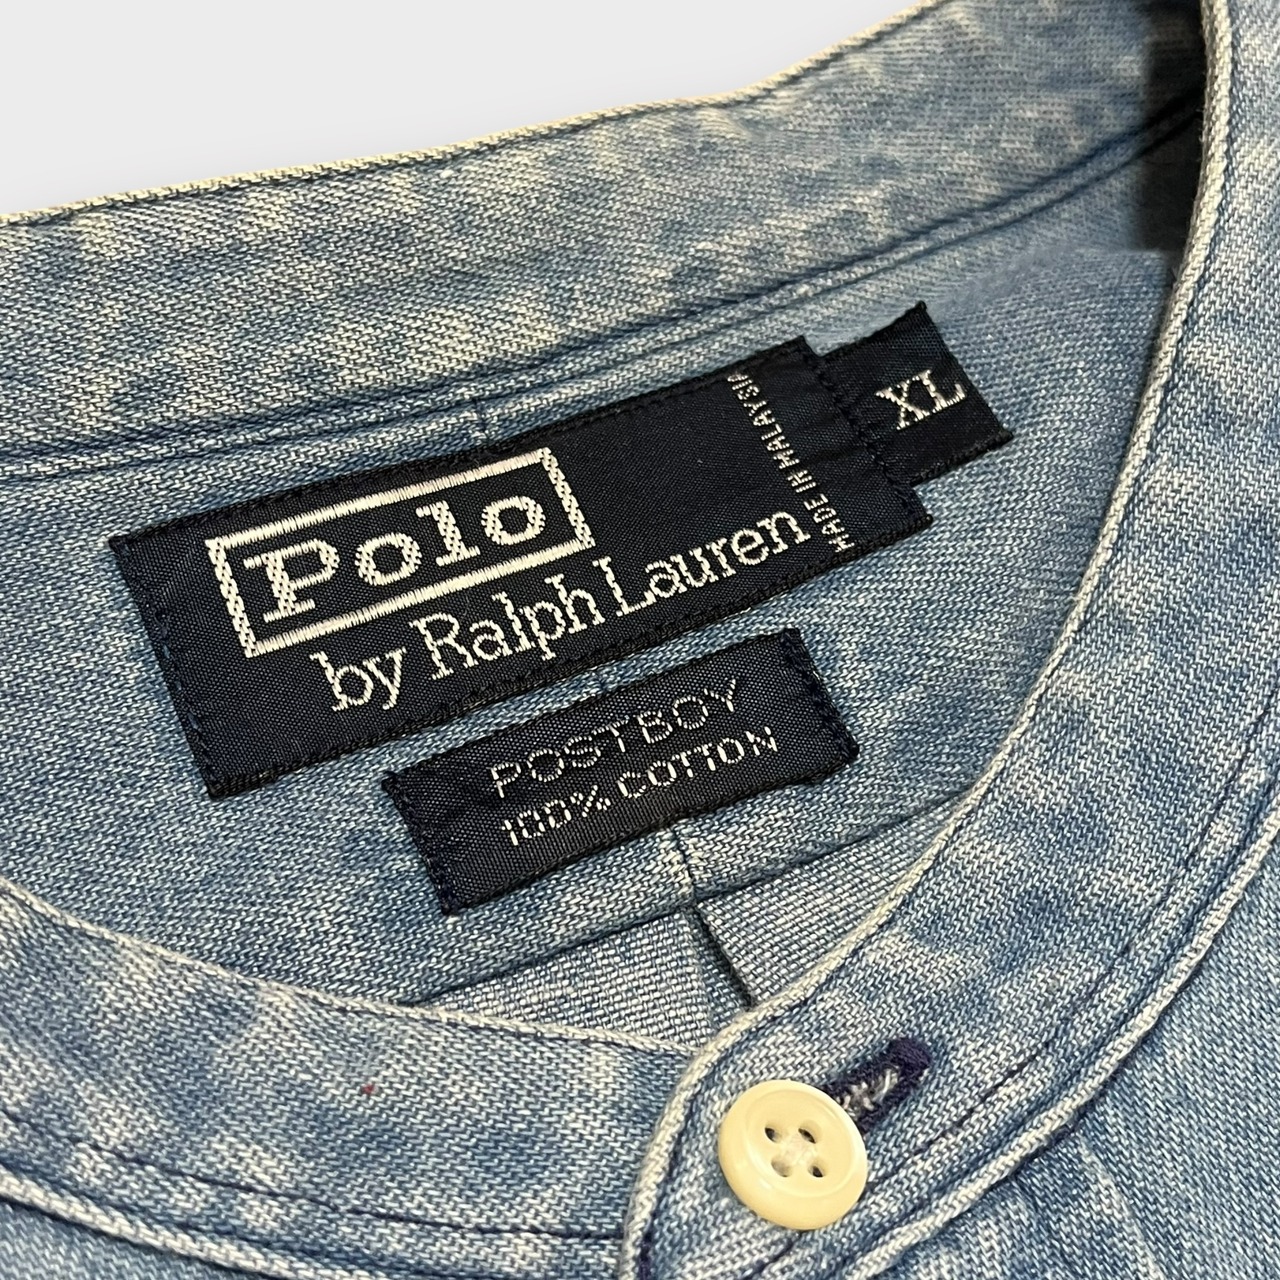 Polo
by Ralph Lauren
MADE IN MALAYSIA
XL
POSTBOY
100% COTTON